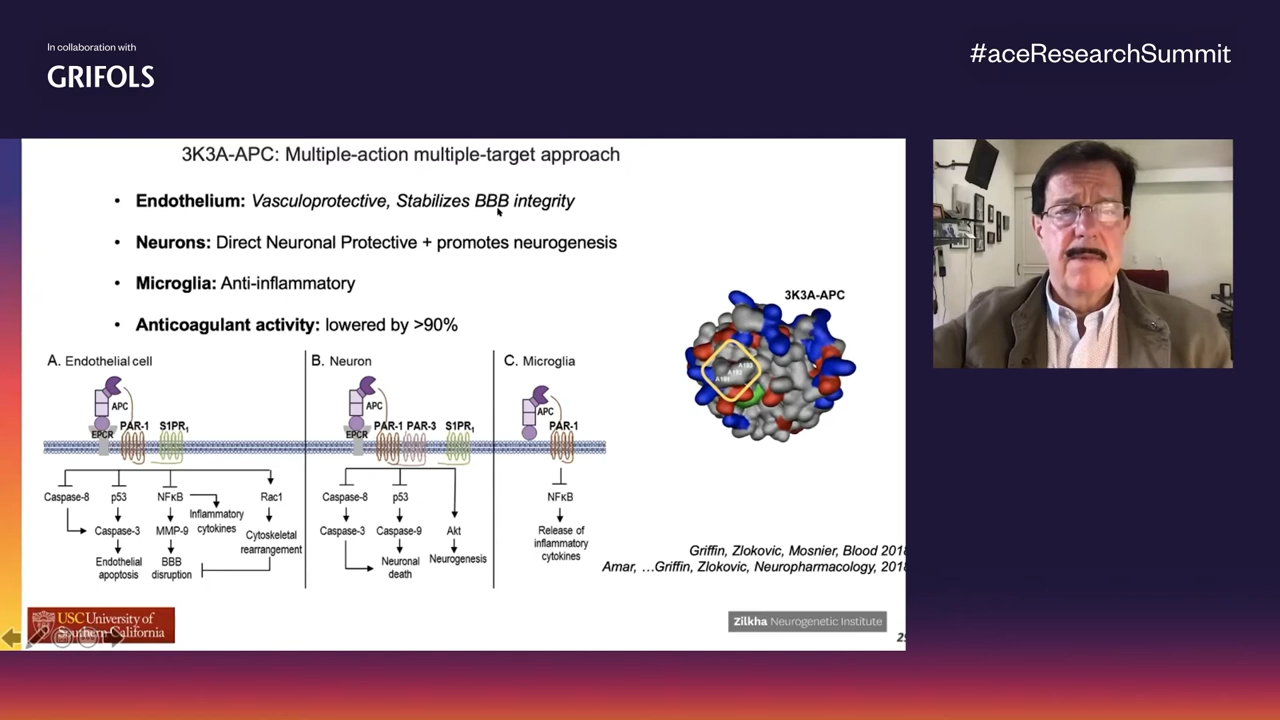 In collaboration with
GRIFOLS
#aceResearchSummit
3K3A-APC: Multiple-action multiple-target approach
• Endothelium: Vasculoprotective, Stabilizes BBB integrity
• Neurons: Direct Neuronal Protective + promotes neurogenesis
• Microglia: Anti-inflammatory
• Anticoagulant activity: lowered by >90%
3K3A-APC
A193
A192
A191
A. Endothelial cell
APC
EPCR
PAR-1
S1PR1
Caspase-8
p53
NFκB
Rac1
Inflammatory
cytokines
Caspase-3
MMP-9
Cytoskeletal
rearrangement
Endothelial
apoptosis
BBB
disruption
B. Neuron
APC
EPCR
PAR-1
PAR-3
S1PR1
Caspase-8
p53
Caspase-3
Caspase-9
Akt
Neuronal
death
Neurogenesis
C. Microglia
APC
PAR-1
NFκB
Release of
inflammatory
cytokines
Griffin, Zlokovic, Mosnier, Blood 2018
Amar, ...Griffin, Zlokovic, Neuropharmacology, 2018
USC University of
Southern California
Zilkha Neurogenetic Institute